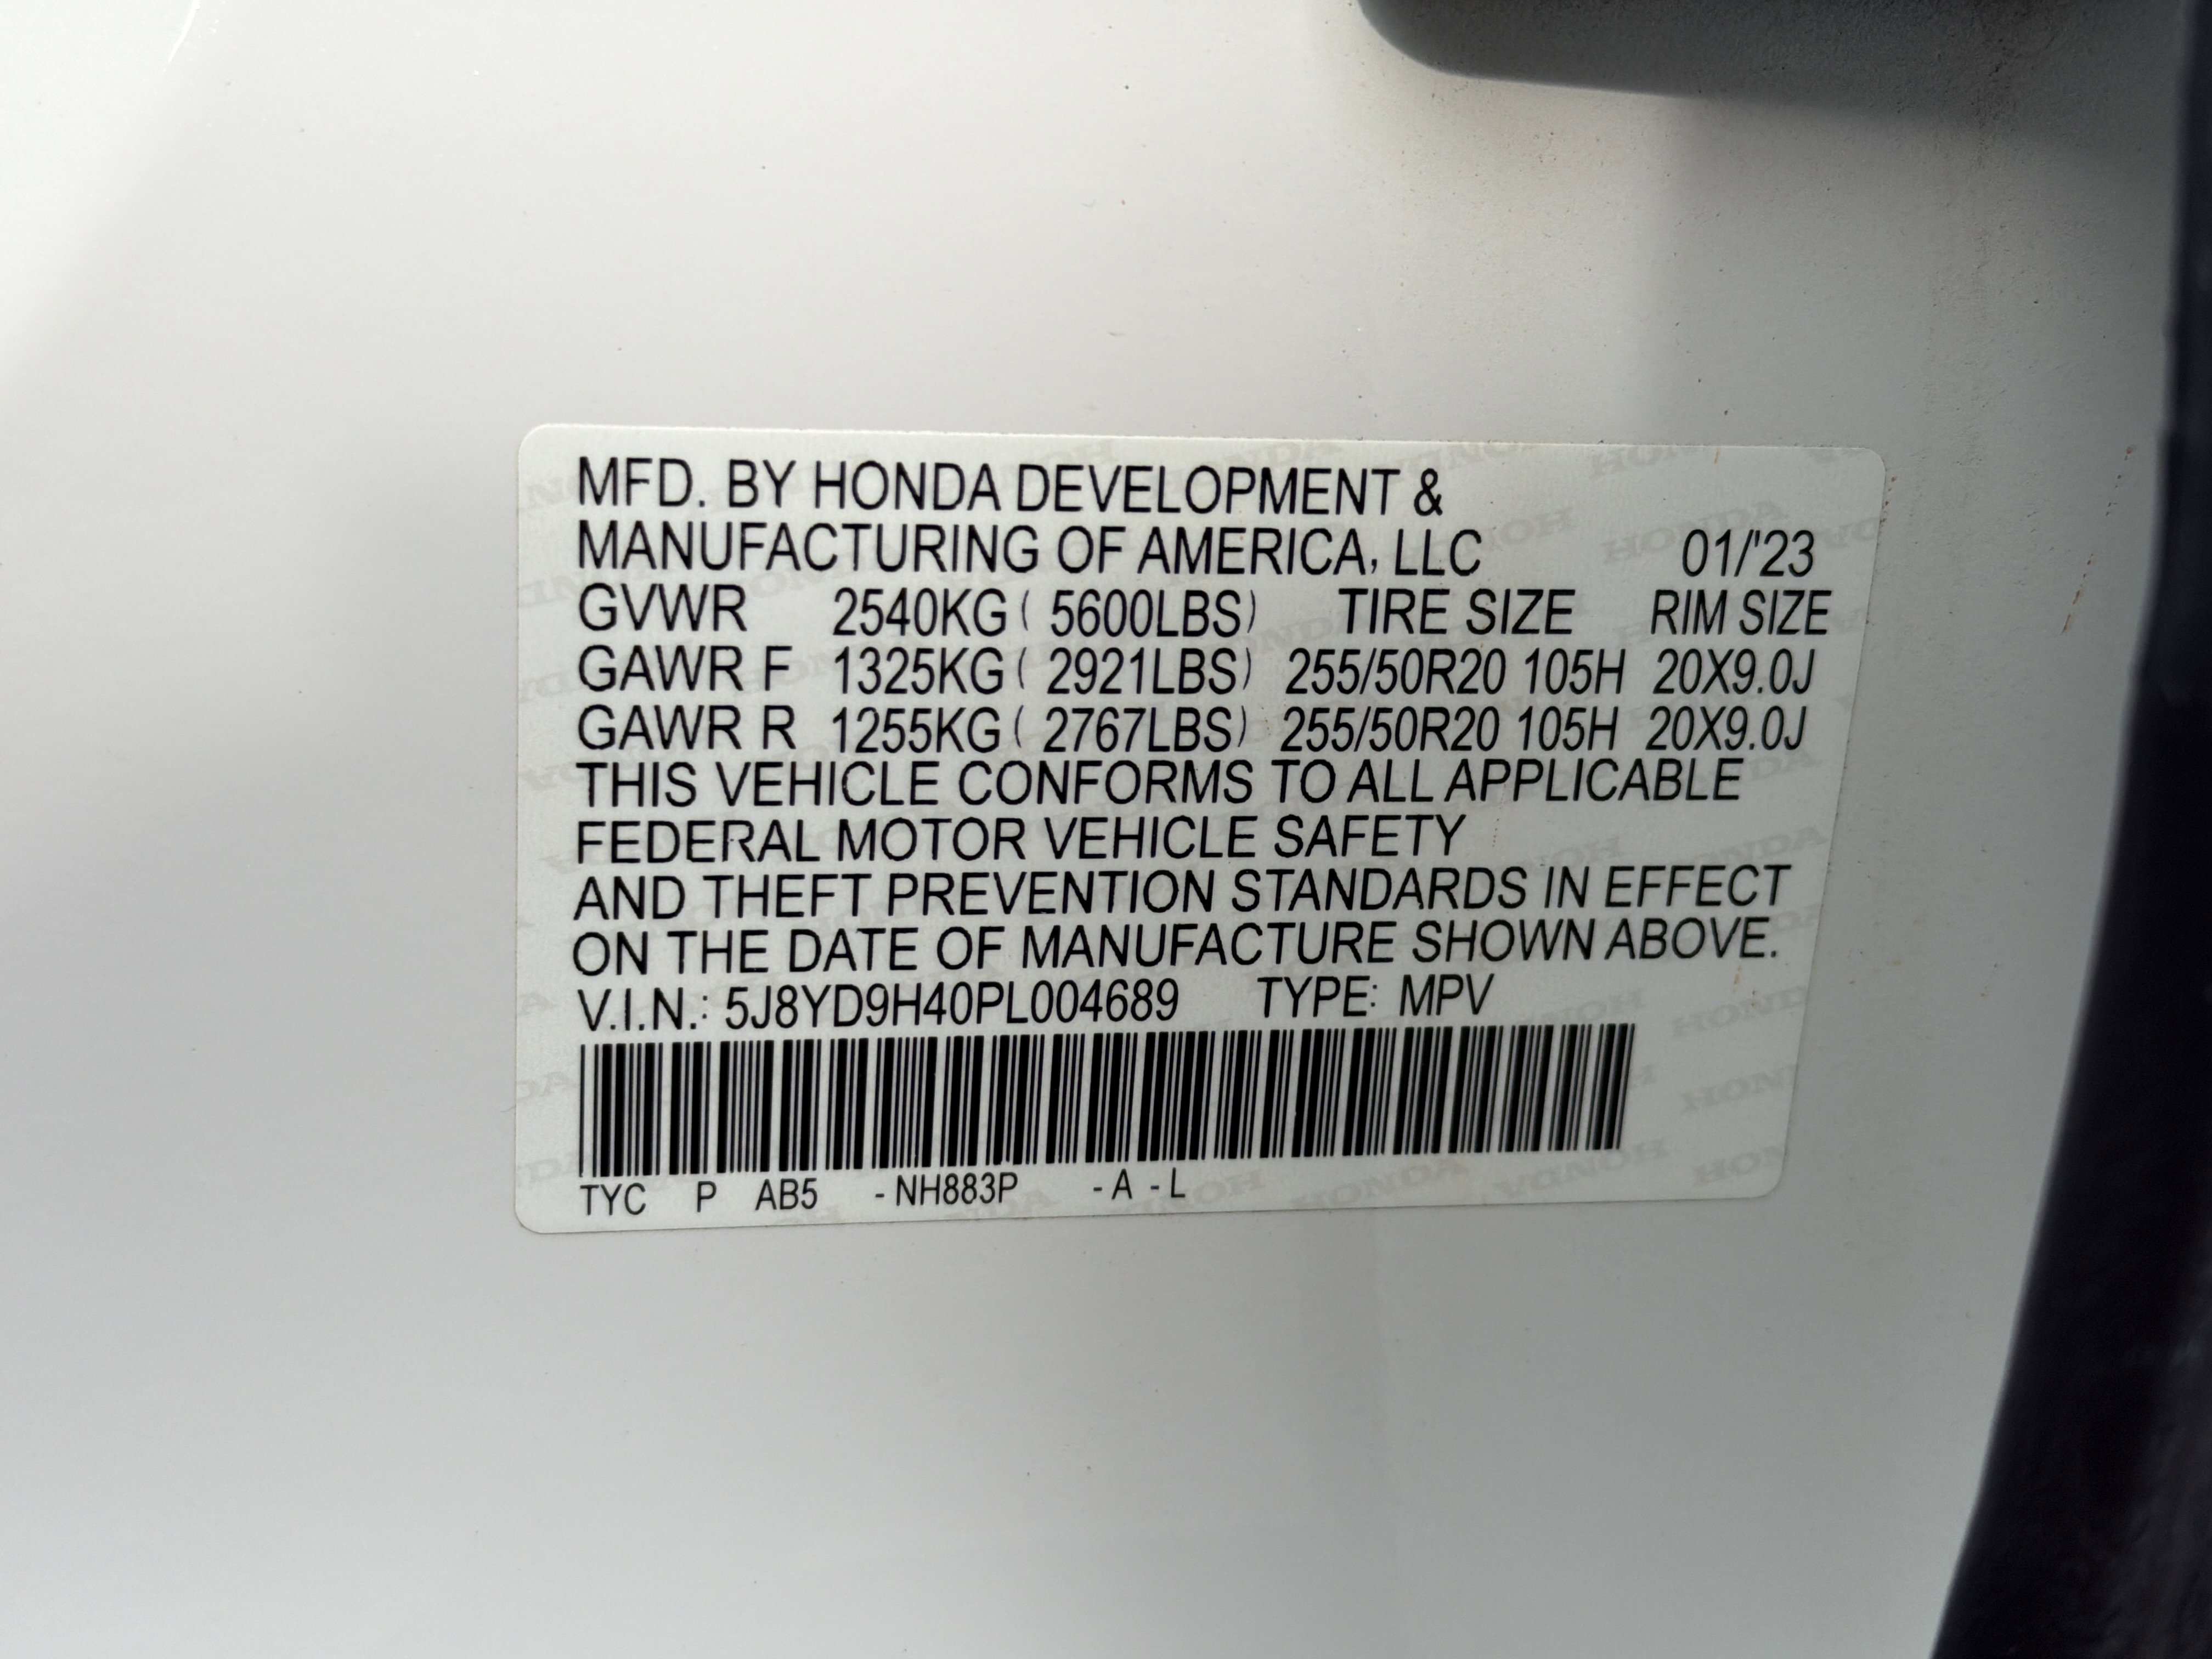 MFD. BY HONDA DEVELOPMENT &
MANUFACTURING OF AMERICA, LLC 01/'23
GVWR 2540KG ( 5600LBS) TIRE SIZE RIM SIZE
GAWR F 1325KG ( 2921LBS) 255/50R20 105H 20X9.0J
GAWR R 1255KG ( 2767LBS) 255/50R20 105H 20X9.0J
THIS VEHICLE CONFORMS TO ALL APPLICABLE
FEDERAL MOTOR VEHICLE SAFETY
AND THEFT PREVENTION STANDARDS IN EFFECT
ON THE DATE OF MANUFACTURE SHOWN ABOVE.
V.I.N.: 5J8YD9H40PL004689 TYPE: MPV
TYC P AB5 - NH883P - A - L